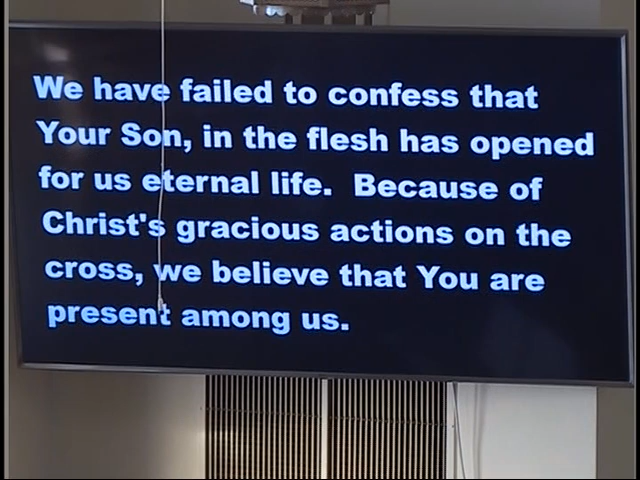 We have failed to confess that
Your Son, in the flesh has opened
for us eternal life.  Because of
Christ's gracious actions on the
cross, we believe that You are
present among us.